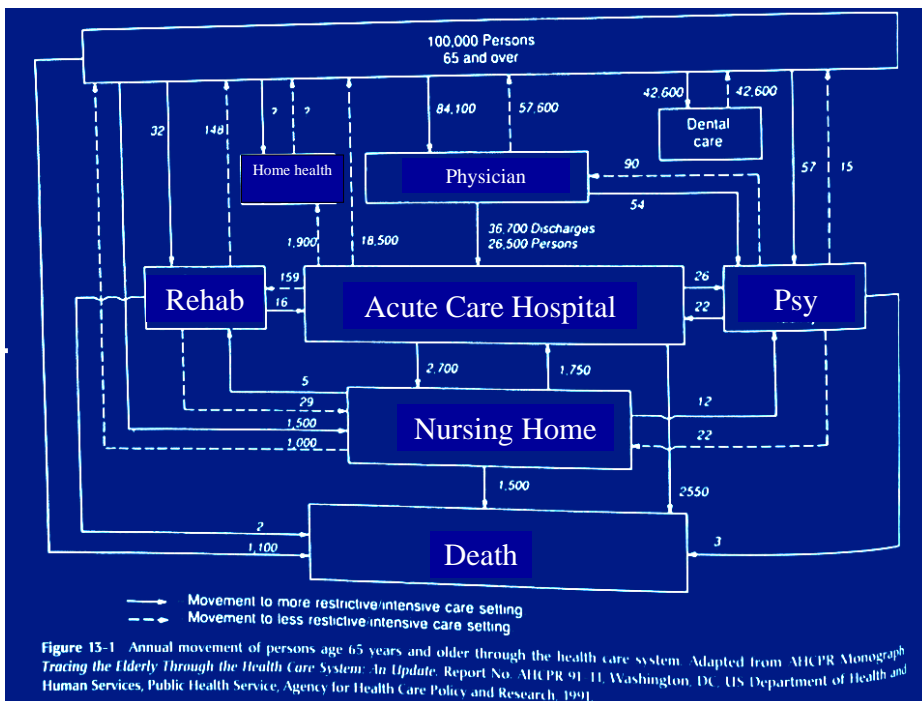 100,000 Persons
65 and over
32
148
?
?
84,100
57,600
42,600
42,600
Dental
care
57
15
Home health
Physician
90
54
1,900
18,500
36,700 Discharges
26,500 Persons
Rehab
159
16
Acute Care Hospital
26
22
Psy
2,700
1,750
5
29
1,500
1,000
Nursing Home
12
22
1,500
2550
2
1,100
Death
3
Movement to more restrictive/intensive care setting
Movement to less restrictive/intensive care setting
Figure 13-1 Annual movement of persons age 65 years and older through the health care system. Adapted from AHCPR Monograph
Tracing the Elderly Through the Health Care System: An Update. Report No. AHCPR 91-11, Washington, DC, US Department of Health and
Human Services, Public Health Service, Agency for Health Care Policy and Research, 1991.